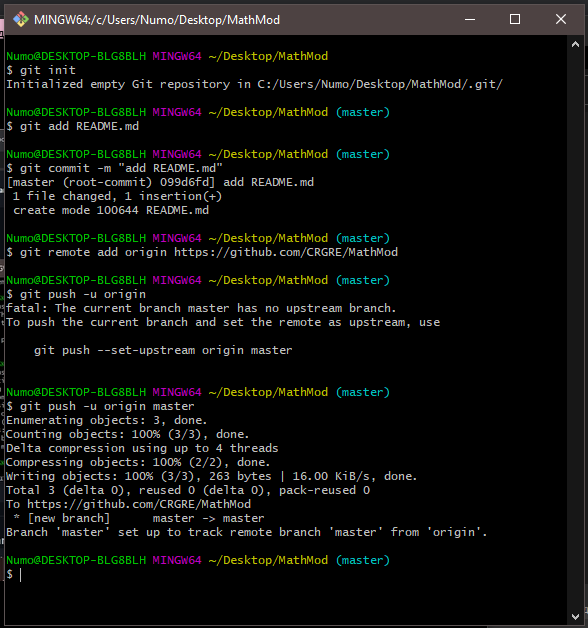 MINGW64:/c/Users/Numo/Desktop/MathMod
Numo@DESKTOP-BLG8BLH MINGW64 ~/Desktop/MathMod
$ git init
Initialized empty Git repository in C:/Users/Numo/Desktop/MathMod/.git/
Numo@DESKTOP-BLG8BLH MINGW64 ~/Desktop/MathMod (master)
$ git add README.md
Numo@DESKTOP-BLG8BLH MINGW64 ~/Desktop/MathMod (master)
$ git commit -m "add README.md"
[master (root-commit) 099d6fd] add README.md
 1 file changed, 1 insertion(+)
 create mode 100644 README.md
Numo@DESKTOP-BLG8BLH MINGW64 ~/Desktop/MathMod (master)
$ git remote add origin https://github.com/CRGRE/MathMod
Numo@DESKTOP-BLG8BLH MINGW64 ~/Desktop/MathMod (master)
$ git push -u origin
fatal: The current branch master has no upstream branch.
To push the current branch and set the remote as upstream, use
    git push --set-upstream origin master
Numo@DESKTOP-BLG8BLH MINGW64 ~/Desktop/MathMod (master)
$ git push -u origin master
Enumerating objects: 3, done.
Counting objects: 100% (3/3), done.
Delta compression using up to 4 threads
Compressing objects: 100% (2/2), done.
Writing objects: 100% (3/3), 263 bytes | 16.00 KiB/s, done.
Total 3 (delta 0), reused 0 (delta 0), pack-reused 0
To https://github.com/CRGRE/MathMod
 * [new branch]      master -> master
Branch 'master' set up to track remote branch 'master' from 'origin'.
Numo@DESKTOP-BLG8BLH MINGW64 ~/Desktop/MathMod (master)
$